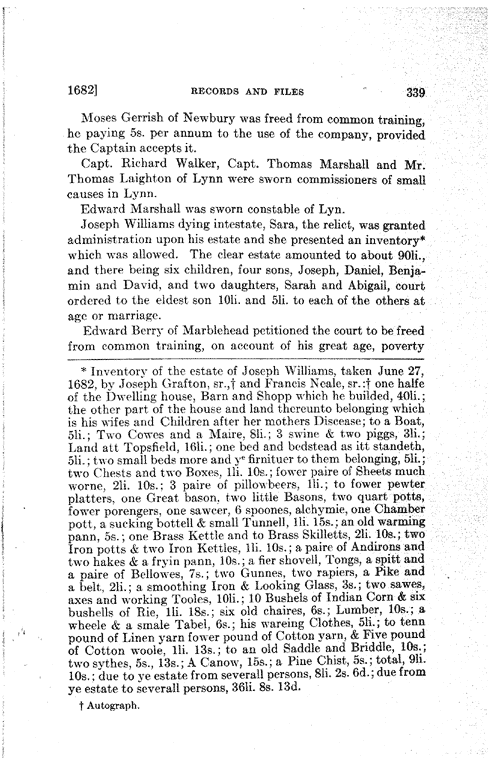 1682] RECORDS AND FILES 339
Moses Gerrish of Newbury was freed from common training,
he paying 5s. per annum to the use of the company, provided
the Captain accepts it.
Capt. Richard Walker, Capt. Thomas Marshall and Mr.
Thomas Laighton of Lynn were sworn commissioners of small
causes in Lynn.
Edward Marshall was sworn constable of Lyn.
Joseph Williams dying intestate, Sara, the relict, was granted
administration upon his estate and she presented an inventory*
which was allowed. The clear estate amounted to about 90li.,
and there being six children, four sons, Joseph, Daniel, Benja-
min and David, and two daughters, Sarah and Abigail, court
ordered to the eldest son 10li. and 5li. to each of the others at
age or marriage.
Edward Berry of Marblehead petitioned the court to be freed
from common training, on account of his great age, poverty
* Inventory of the estate of Joseph Williams, taken June 27,
1682, by Joseph Grafton, sr.,† and Francis Neale, sr.:† one halfe
of the Dwelling house, Barn and Shopp which he builded, 40li.;
the other part of the house and land thereunto belonging which
is his wifes and Children after her mothers Discease; to a Boat,
5li.; Two Cowes and a Maire, 8li.; 3 swine & two piggs, 3li.;
Land att Topsfield, 16li.; one bed and bedstead as itt standeth,
5li.; two small beds more and yᵉ firnituer to them belonging, 5li.;
two Chests and two Boxes, 1li. 10s.; fower paire of Sheets much
worne, 2li. 10s.; 3 paire of pillowbeers, 1li.; to fower pewter
platters, one Great bason, two little Basons, two quart potts,
fower porengers, one sawcer, 6 spoones, alchymie, one Chamber
pott, a sucking bottell & small Tunnell, 1li. 15s.; an old warming
pann, 5s.; one Brass Kettle and to Brass Skilletts, 2li. 10s.; two
Iron potts & two Iron Kettles, 1li. 10s.; a paire of Andirons and
two hakes & a fryin pann, 10s.; a fier shovell, Tongs, a spitt and
a paire of Bellowes, 7s.; two Gunnes, two rapiers, a Pike and
a belt, 2li.; a smoothing Iron & Looking Glass, 3s.; two sawes,
axes and working Tooles, 10li.; 10 Bushels of Indian Corn & six
bushells of Rie, 1li. 18s.; six old chaires, 6s.; Lumber, 10s.; a
wheele & a smale Tabel, 6s.; his wareing Clothes, 5li.; to tenn
pound of Linen yarn fower pound of Cotton yarn, & Five pound
of Cotton woole, 1li. 13s.; to an old Saddle and Briddle, 10s.;
two sythes, 5s., 13s.; A Canow, 15s.; a Pine Chist, 5s.; total, 9li.
10s.; due to ye estate from severall persons, 8li. 2s. 6d.; due from
ye estate to severall persons, 36li. 8s. 13d.
† Autograph.